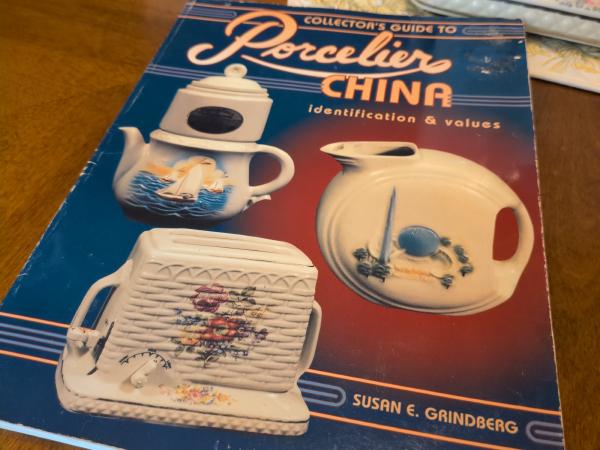 COLLECTOR'S GUIDE TO
Porcelier
CHINA
identification & values
SUSAN E. GRINDBERG